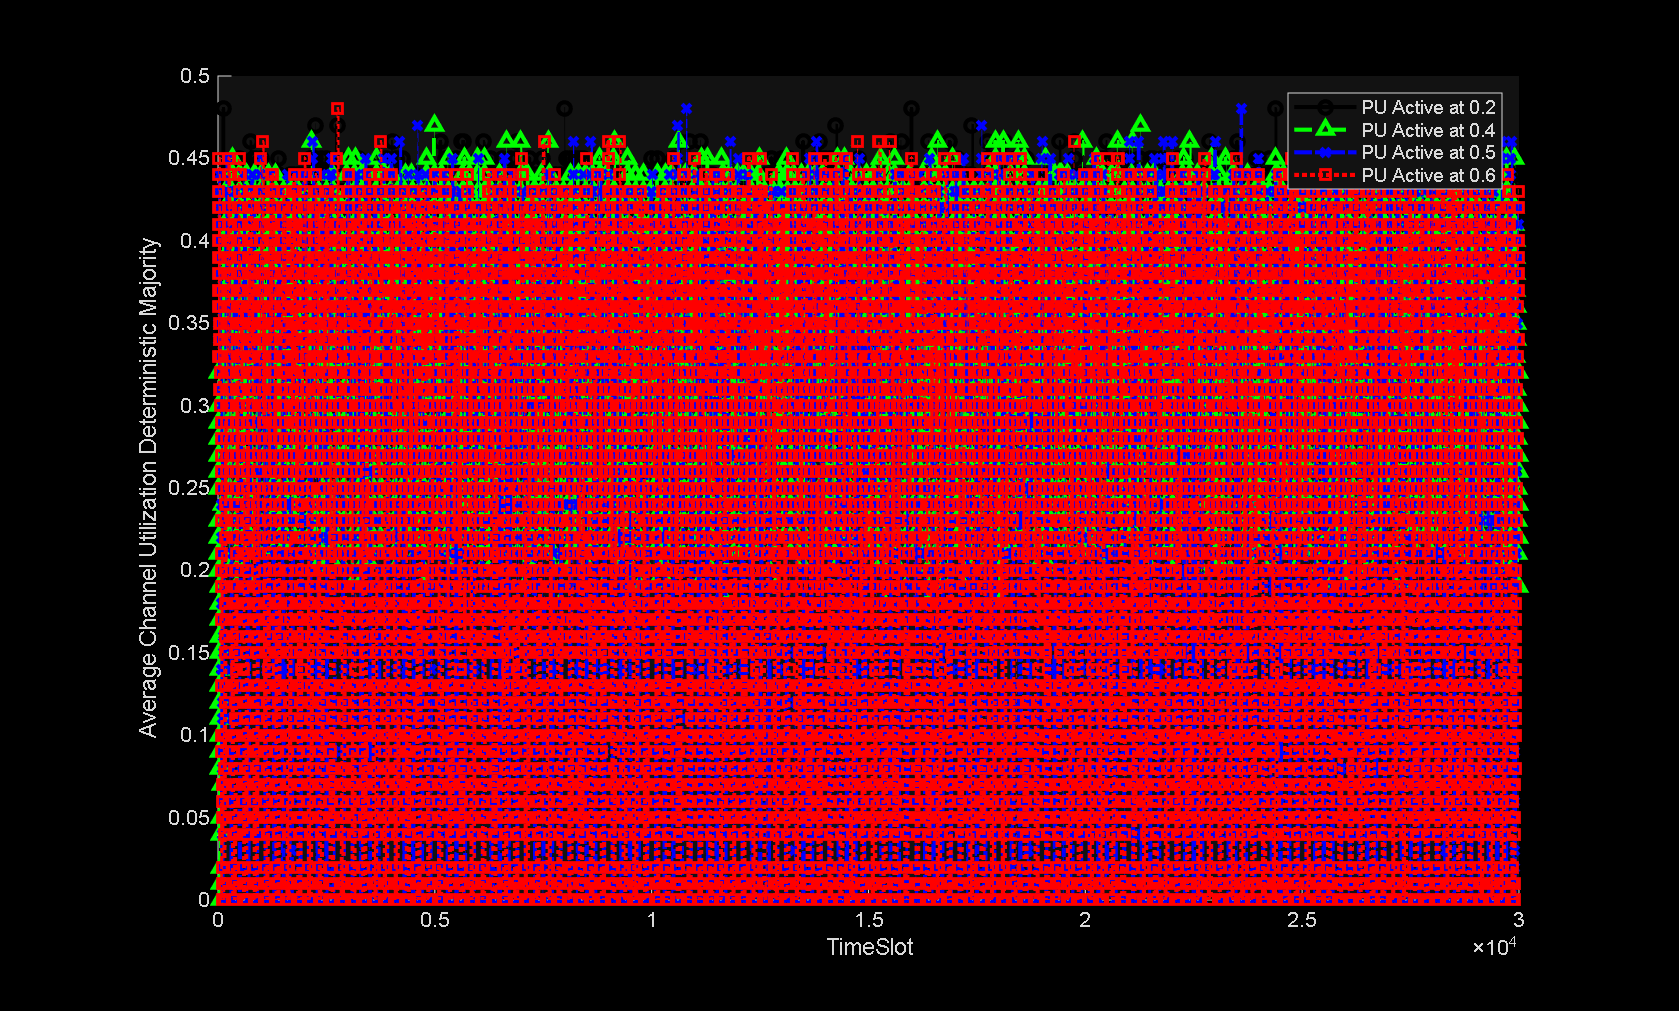 0.5
0.45
0.4
0.35
0.3
0.25
0.2
0.15
0.1
0.05
0
Average Channel Utilization Deterministic Majority
PU Active at 0.2
PU Active at 0.4
PU Active at 0.5
PU Active at 0.6
0 0.5 1 1.5 2 2.5 3
TimeSlot
×10⁴